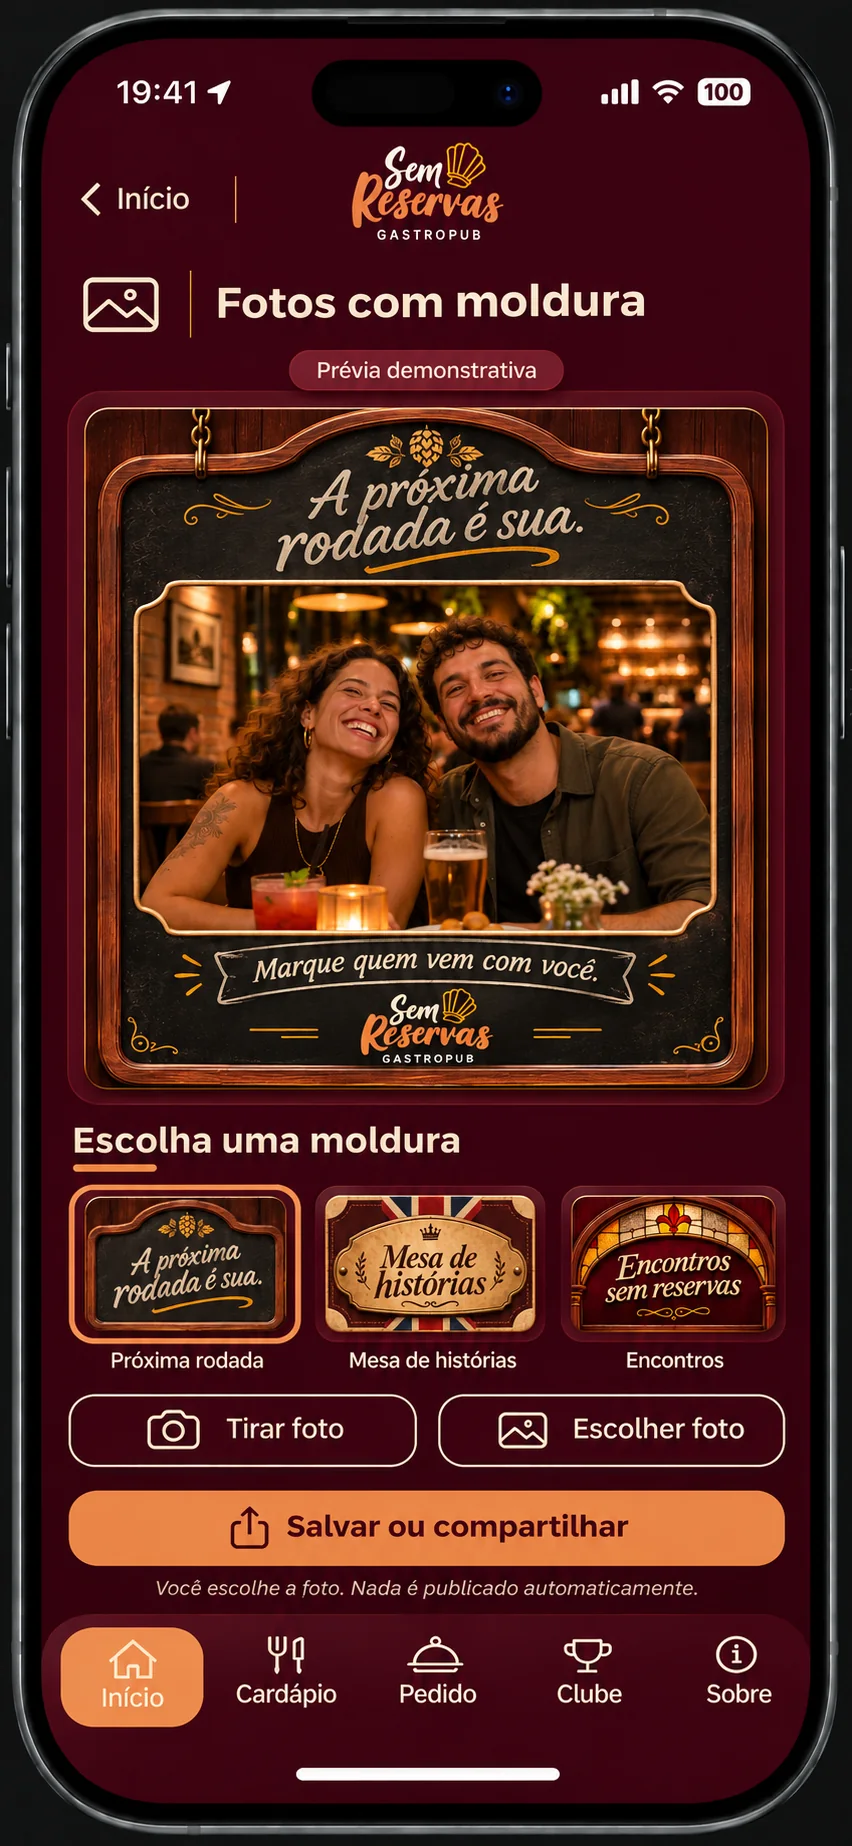 19:41
100
Início
Sem
Reservas
GASTROPUB
Fotos com moldura
Prévia demonstrativa
A próxima
rodada é sua.
Marque quem vem com você.
Sem
Reservas
GASTROPUB
Escolha uma moldura
A próxima
rodada é sua.
Mesa de
histórias
Encontros
sem reservas
Próxima rodada
Mesa de histórias
Encontros
Tirar foto
Escolher foto
Salvar ou compartilhar
Você escolhe a foto. Nada é publicado automaticamente.
Início
Cardápio
Pedido
Clube
Sobre